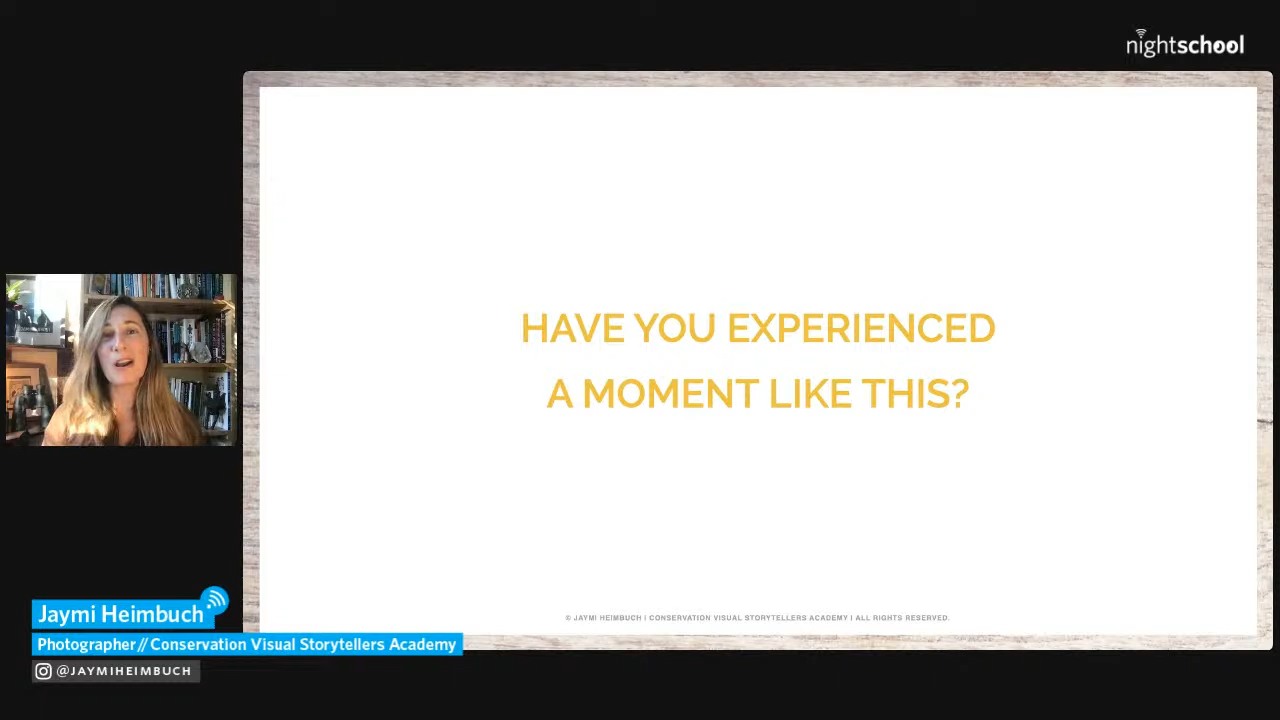 nightschool
HAVE YOU EXPERIENCED
A MOMENT LIKE THIS?
© JAYMI HEIMBUCH | CONSERVATION VISUAL STORYTELLERS ACADEMY | ALL RIGHTS RESERVED.
Jaymi Heimbuch
Photographer//Conservation Visual Storytellers Academy
@JAYMIHEIMBUCH